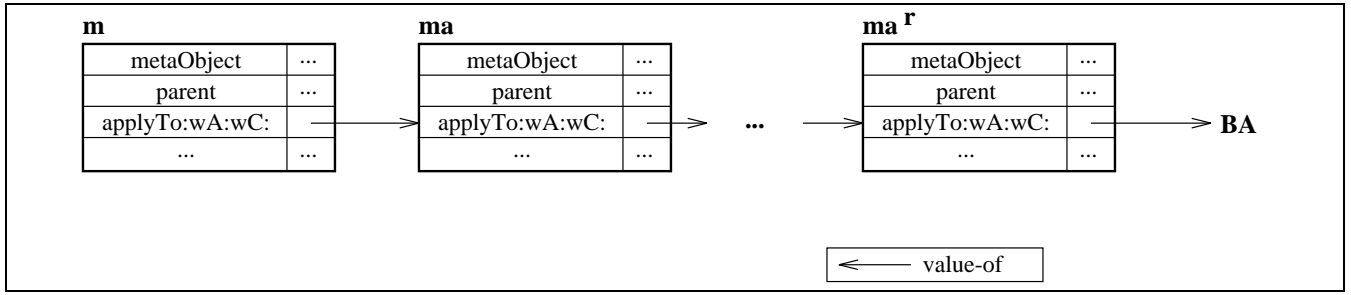 m ma ma r
metaObject ... metaObject ... metaObject ...
parent ... parent ... parent ...
applyTo:wA:wC: applyTo:wA:wC: ... applyTo:wA:wC: BA
... ... ... ... ... ...
value-of